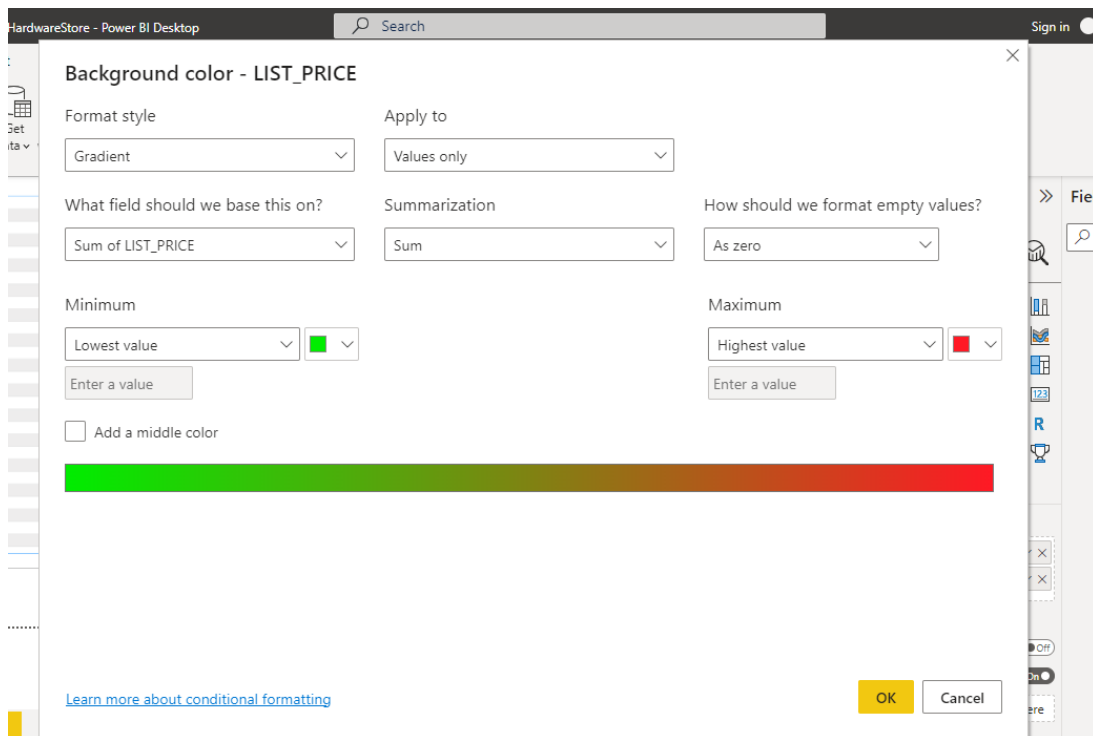 HardwareStore - Power BI Desktop
Search
Sign in
Background color - LIST_PRICE
Format style
Apply to
Gradient
Values only
What field should we base this on?
Summarization
How should we format empty values?
Sum of LIST_PRICE
Sum
As zero
Minimum
Maximum
Lowest value
Highest value
Enter a value
Enter a value
Add a middle color
Learn more about conditional formatting
OK
Cancel
Get
ata
Fie
123
R
Off
On
ere